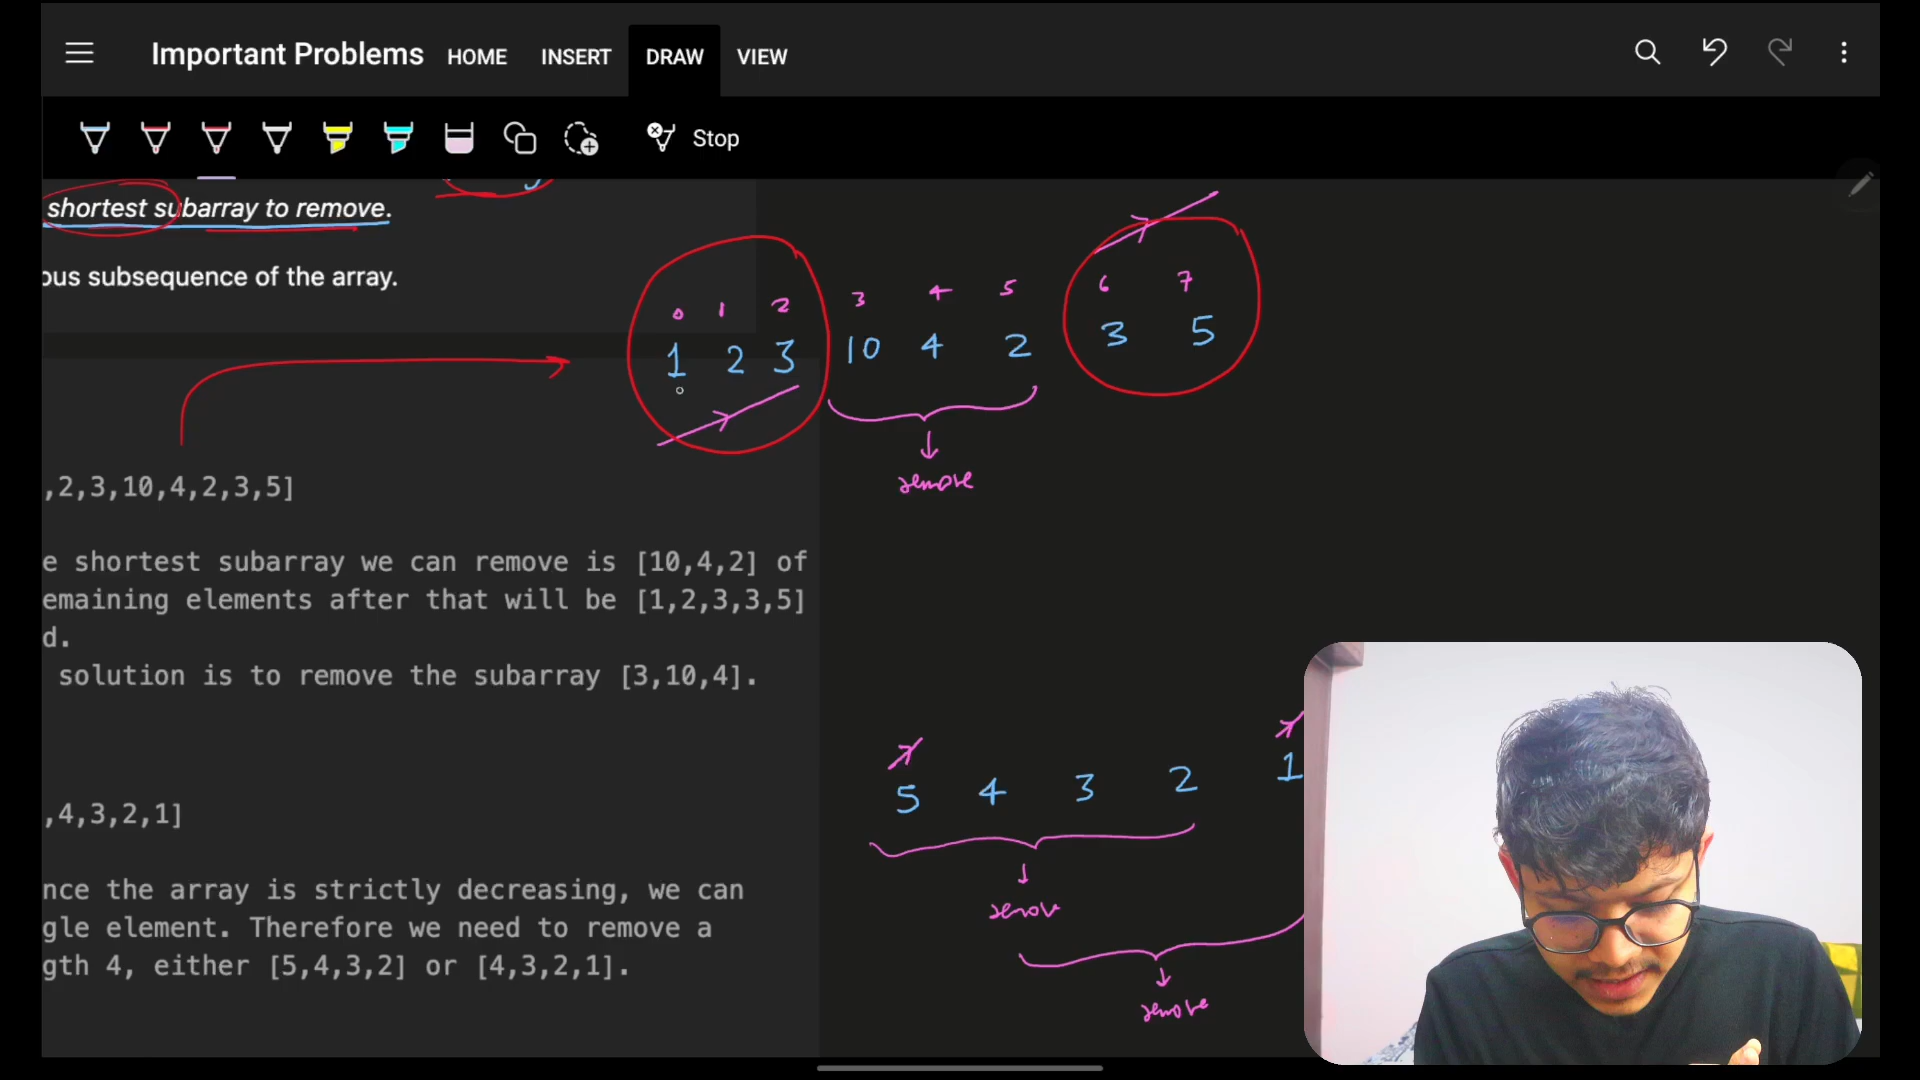 Important Problems HOME INSERT DRAW VIEW
Stop
shortest subarray to remove.
ous subsequence of the array.
0 1 2 3 4 5 6 7
1 2 3 10 4 2 3 5
remove
,2,3,10,4,2,3,5]
e shortest subarray we can remove is [10,4,2] of
emaining elements after that will be [1,2,3,3,5]
d.
solution is to remove the subarray [3,10,4].
5 4 3 2 1
remov
remove
,4,3,2,1]
nce the array is strictly decreasing, we can
gle element. Therefore we need to remove a
gth 4, either [5,4,3,2] or [4,3,2,1].